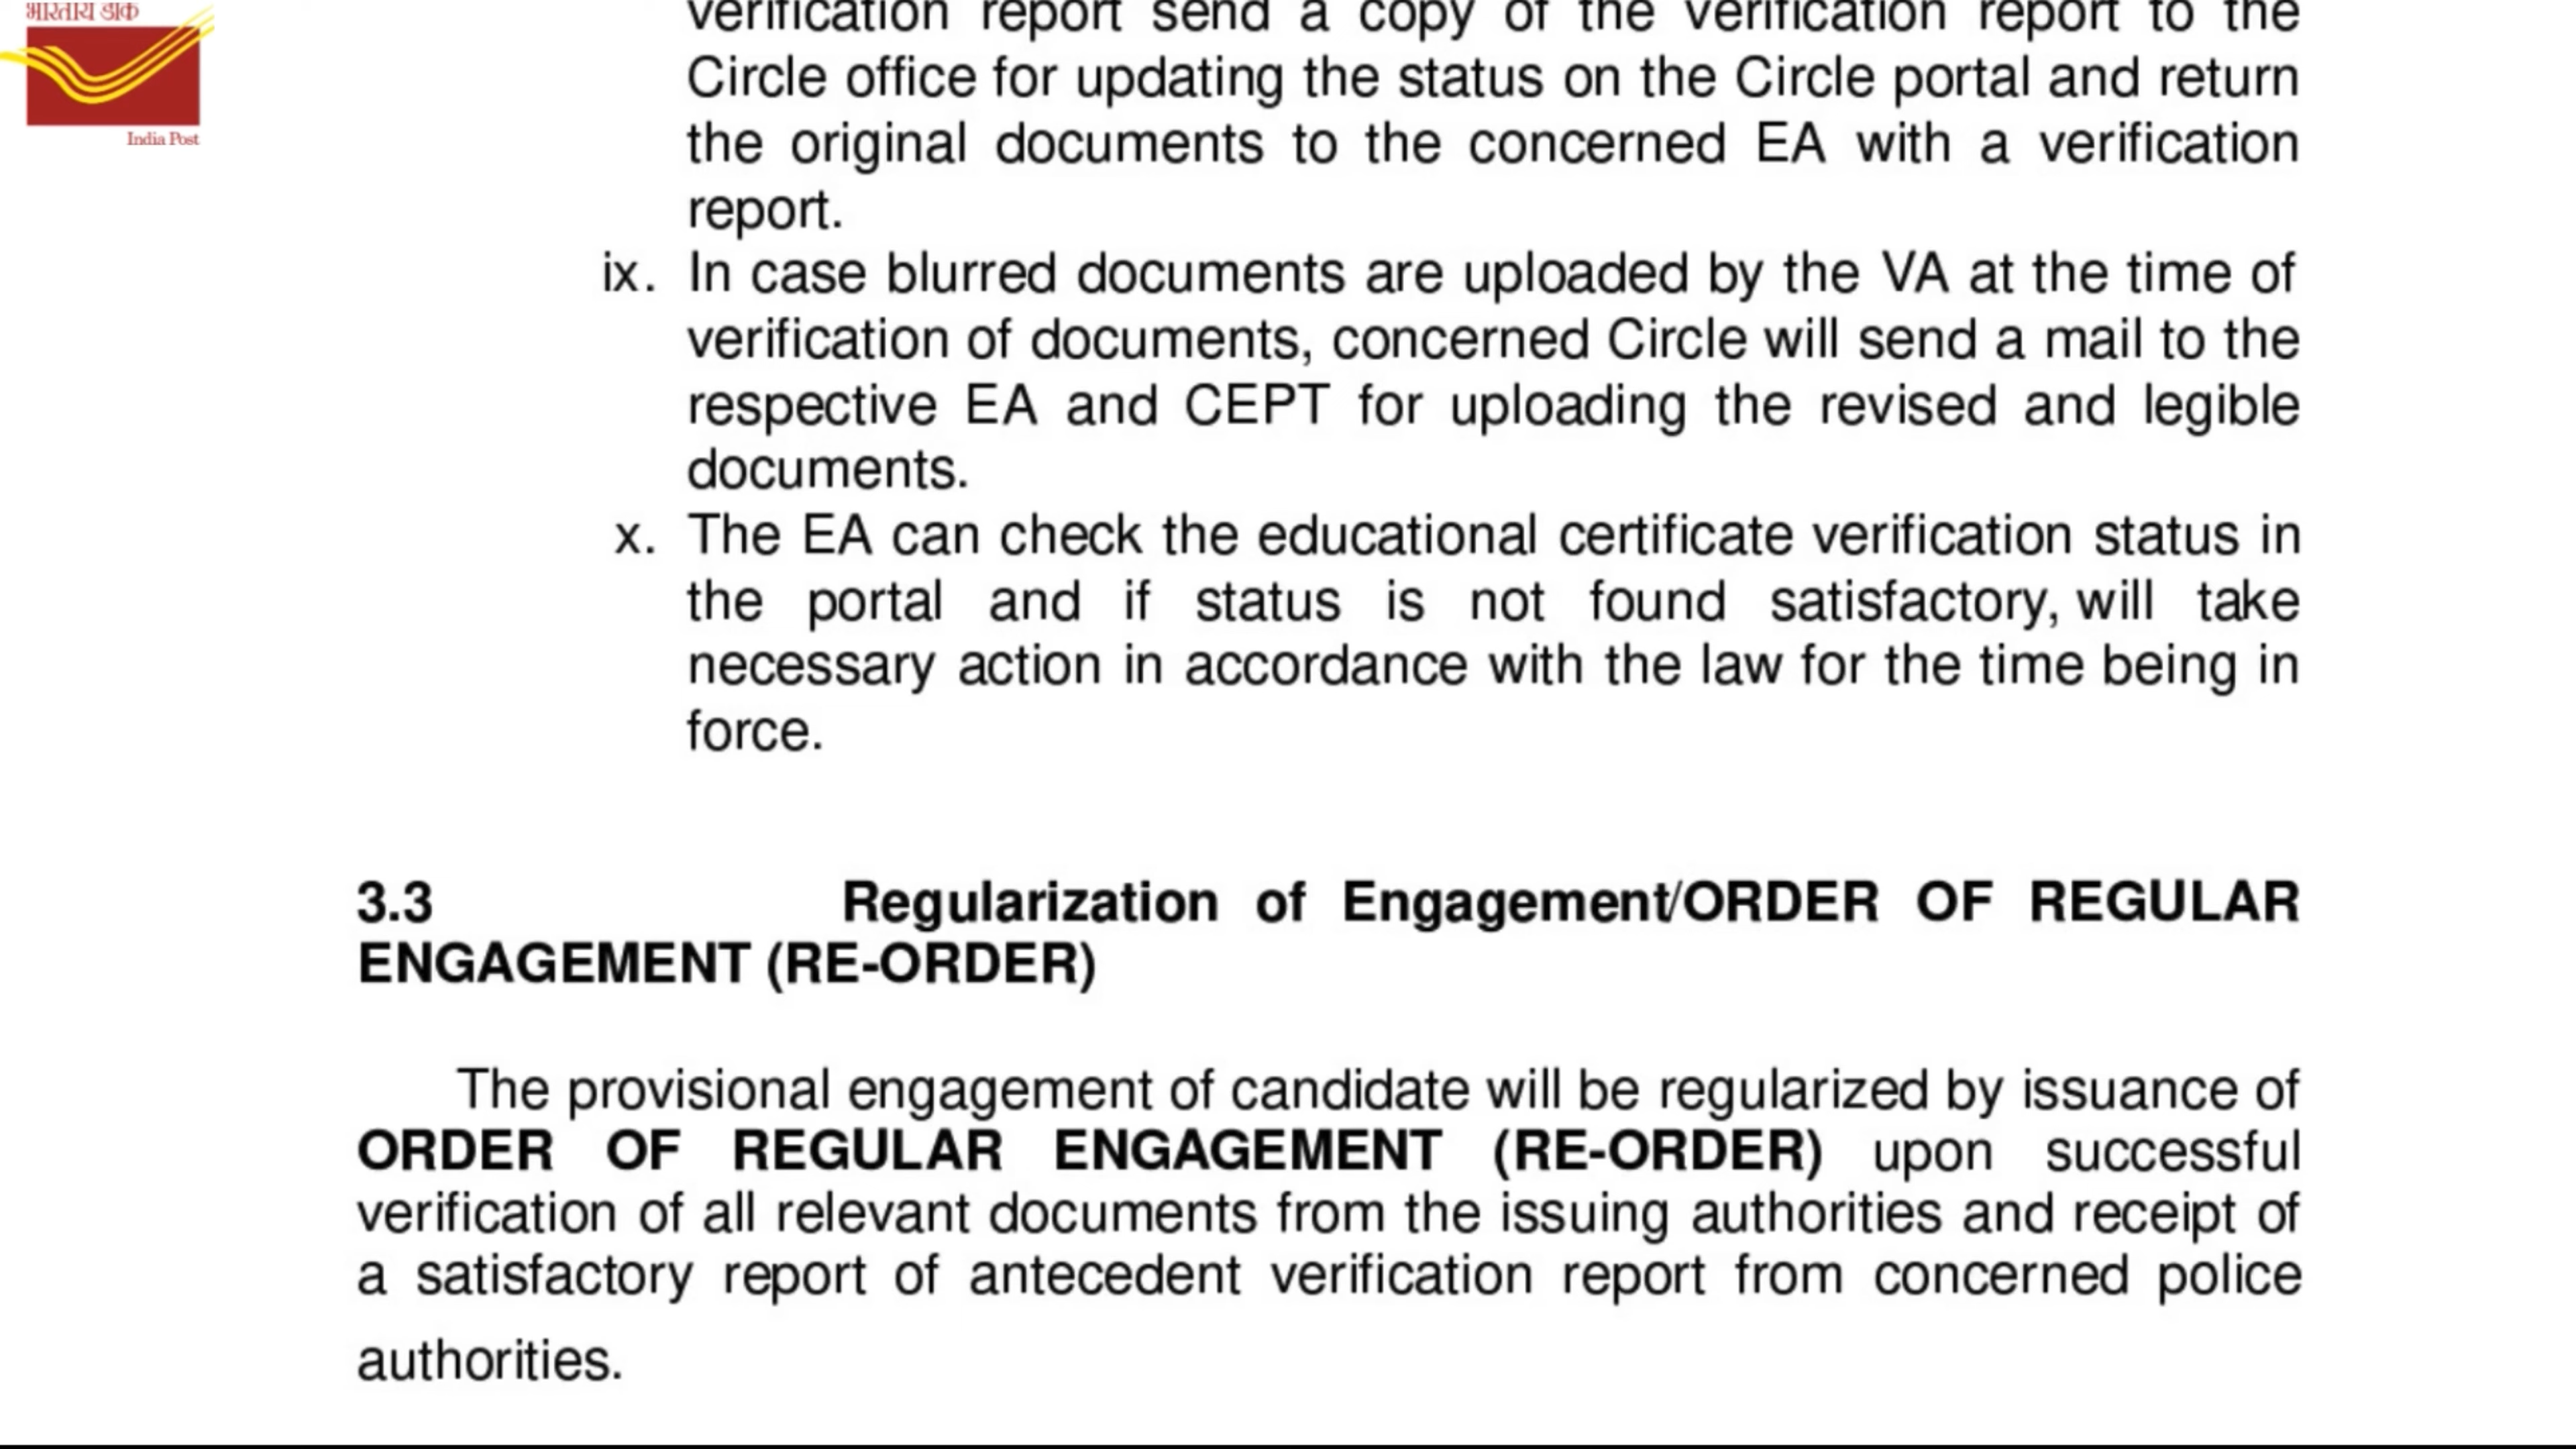 भारतीय डाक
India Post
verification report send a copy of the verification report to the
Circle office for updating the status on the Circle portal and return
the original documents to the concerned EA with a verification
report.
ix. In case blurred documents are uploaded by the VA at the time of
verification of documents, concerned Circle will send a mail to the
respective EA and CEPT for uploading the revised and legible
documents.
x. The EA can check the educational certificate verification status in
the portal and if status is not found satisfactory, will take
necessary action in accordance with the law for the time being in
force.
3.3 Regularization of Engagement/ORDER OF REGULAR
ENGAGEMENT (RE-ORDER)
The provisional engagement of candidate will be regularized by issuance of
ORDER OF REGULAR ENGAGEMENT (RE-ORDER) upon successful
verification of all relevant documents from the issuing authorities and receipt of
a satisfactory report of antecedent verification report from concerned police
authorities.